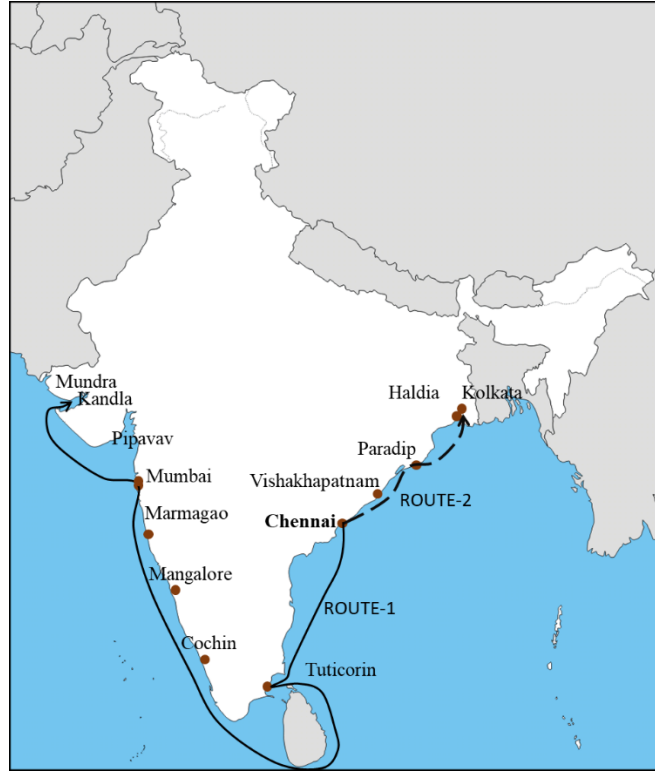 Mundra
Kandla
Pipavav
Mumbai
Marmagao
Mangalore
Cochin
Haldia
Kolkata
Paradip
Vishakhapatnam
ROUTE-2
Chennai
ROUTE-1
Tuticorin